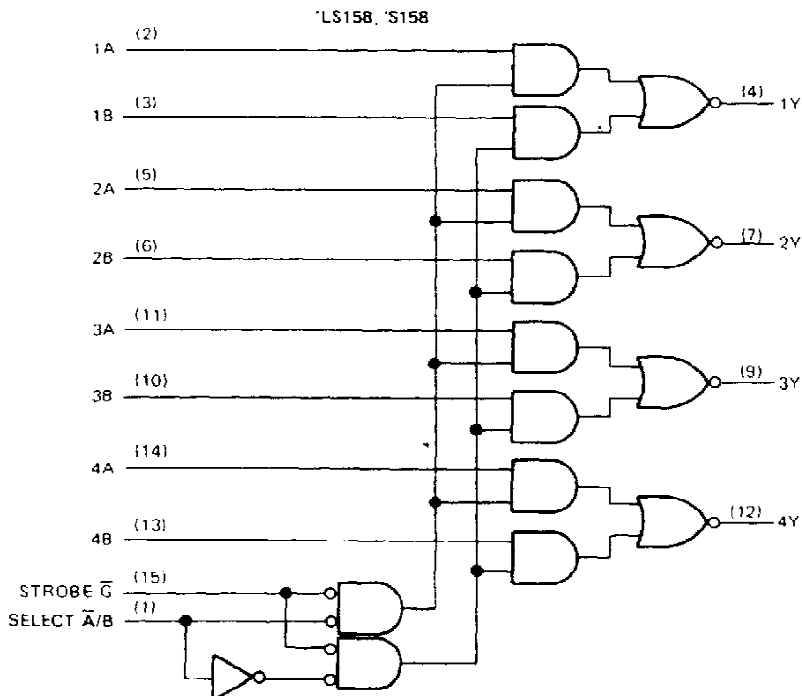 'LS158, 'S158
1A (2)
1B (3)
(4) 1Y
2A (5)
2B (6)
(7) 2Y
3A (11)
3B (10)
(9) 3Y
4A (14)
4B (13)
(12) 4Y
STROBE G̅ (15)
SELECT A̅/B (1)